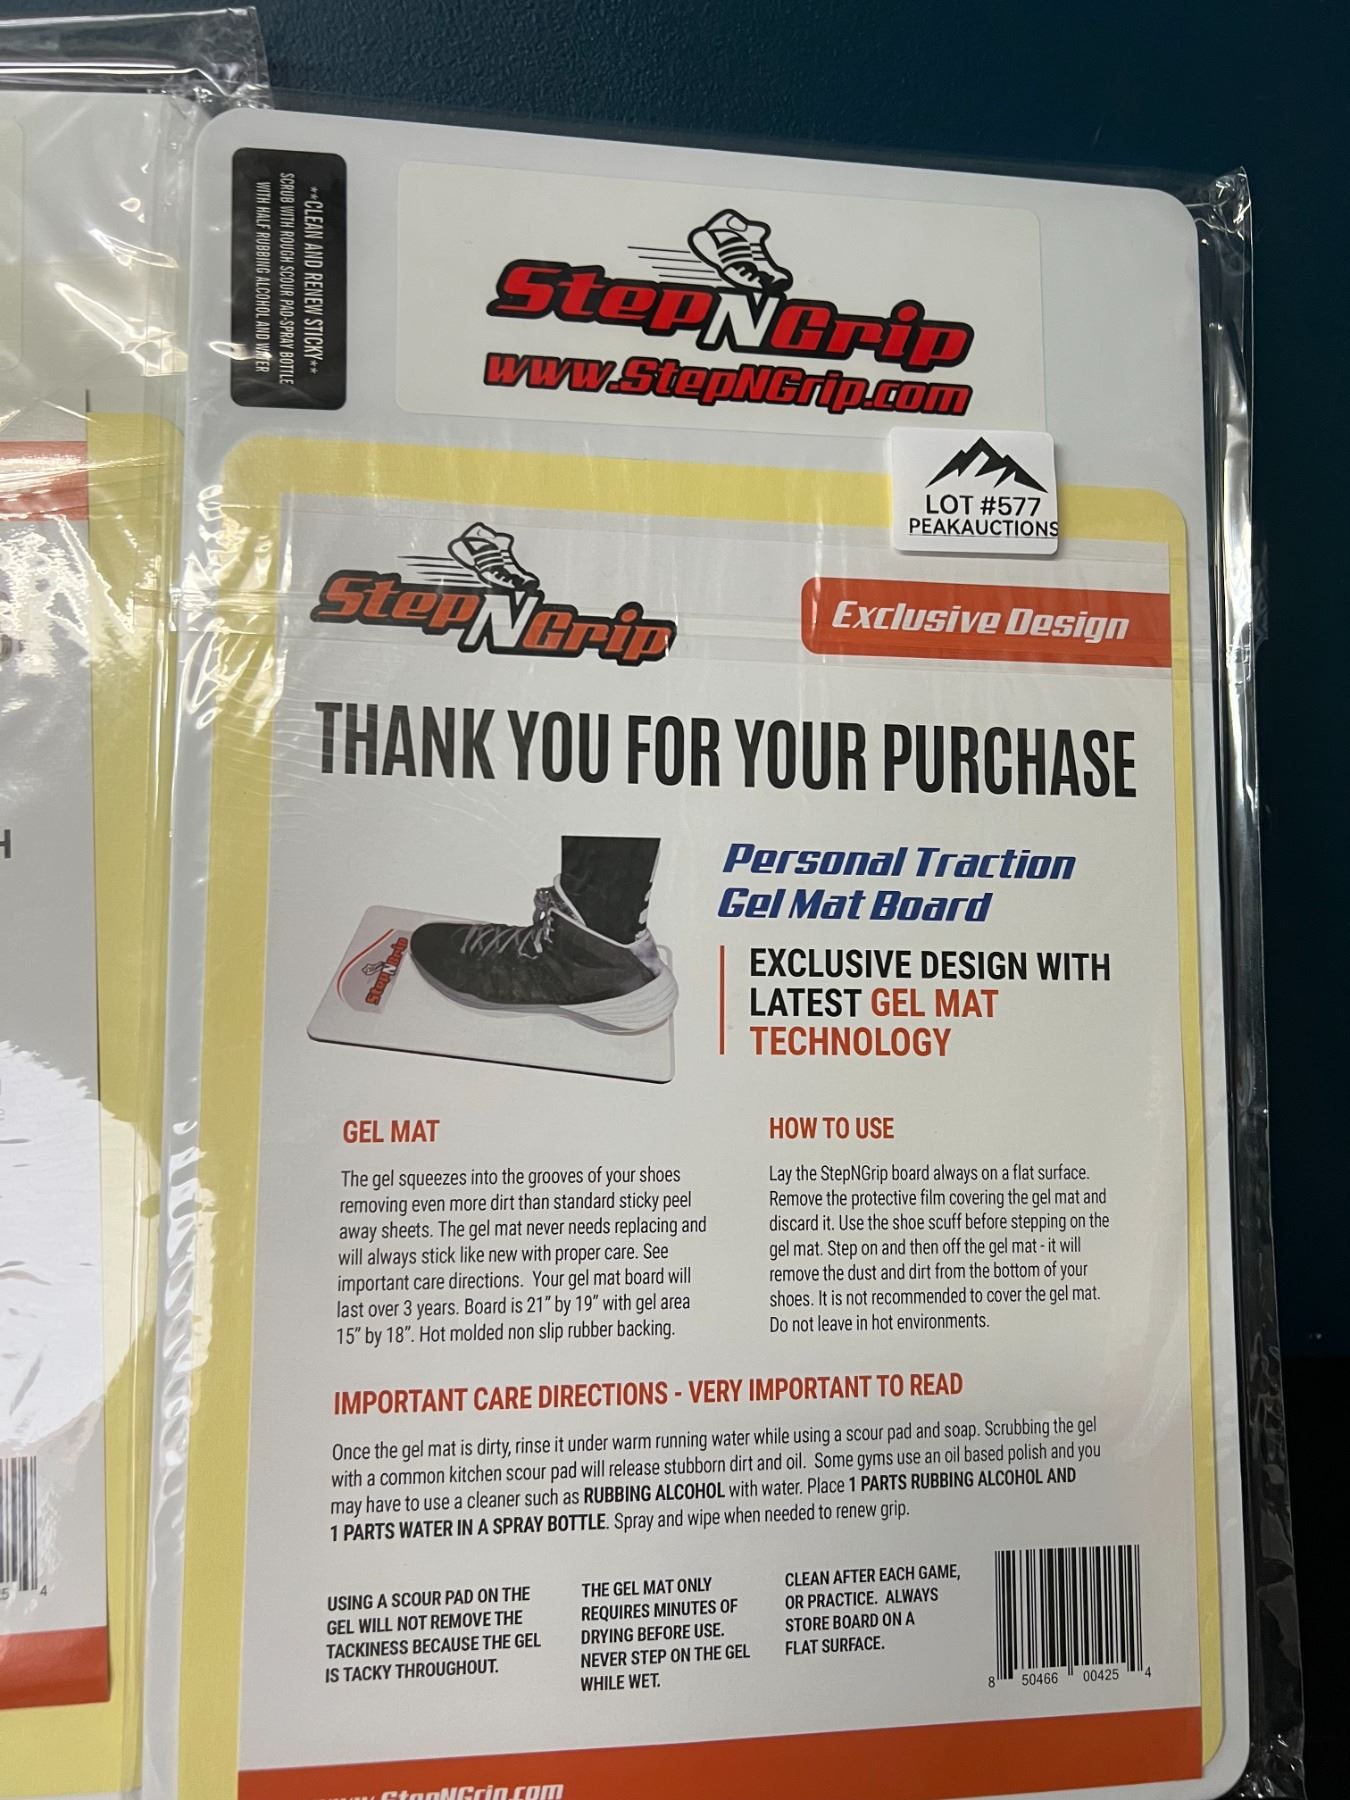 **CLEAN AND RENEW STICKY**
SCRUB WITH ROUGH SCOUR PAD-SPRAY BOTTLE
WITH HALF RUBBING ALCOHOL AND WATER
StepNGrip
www.StepNGrip.com
LOT #577
PEAKAUCTIONS
StepNGrip
Exclusive Design
THANK YOU FOR YOUR PURCHASE
StepNGrip
Personal Traction
Gel Mat Board
EXCLUSIVE DESIGN WITH
LATEST GEL MAT
TECHNOLOGY
GEL MAT
The gel squeezes into the grooves of your shoes
removing even more dirt than standard sticky peel
away sheets. The gel mat never needs replacing and
will always stick like new with proper care. See
important care directions. Your gel mat board will
last over 3 years. Board is 21" by 19" with gel area
15" by 18". Hot molded non slip rubber backing.
HOW TO USE
Lay the StepNGrip board always on a flat surface.
Remove the protective film covering the gel mat and
discard it. Use the shoe scuff before stepping on the
gel mat. Step on and then off the gel mat - it will
remove the dust and dirt from the bottom of your
shoes. It is not recommended to cover the gel mat.
Do not leave in hot environments.
IMPORTANT CARE DIRECTIONS - VERY IMPORTANT TO READ
Once the gel mat is dirty, rinse it under warm running water while using a scour pad and soap. Scrubbing the gel
with a common kitchen scour pad will release stubborn dirt and oil. Some gyms use an oil based polish and you
may have to use a cleaner such as RUBBING ALCOHOL with water. Place 1 PARTS RUBBING ALCOHOL AND
1 PARTS WATER IN A SPRAY BOTTLE. Spray and wipe when needed to renew grip.
USING A SCOUR PAD ON THE
GEL WILL NOT REMOVE THE
TACKINESS BECAUSE THE GEL
IS TACKY THROUGHOUT.
THE GEL MAT ONLY
REQUIRES MINUTES OF
DRYING BEFORE USE.
NEVER STEP ON THE GEL
WHILE WET.
CLEAN AFTER EACH GAME,
OR PRACTICE. ALWAYS
STORE BOARD ON A
FLAT SURFACE.
8 50466 00425 4
www.StepNGrip.com
H
5 4